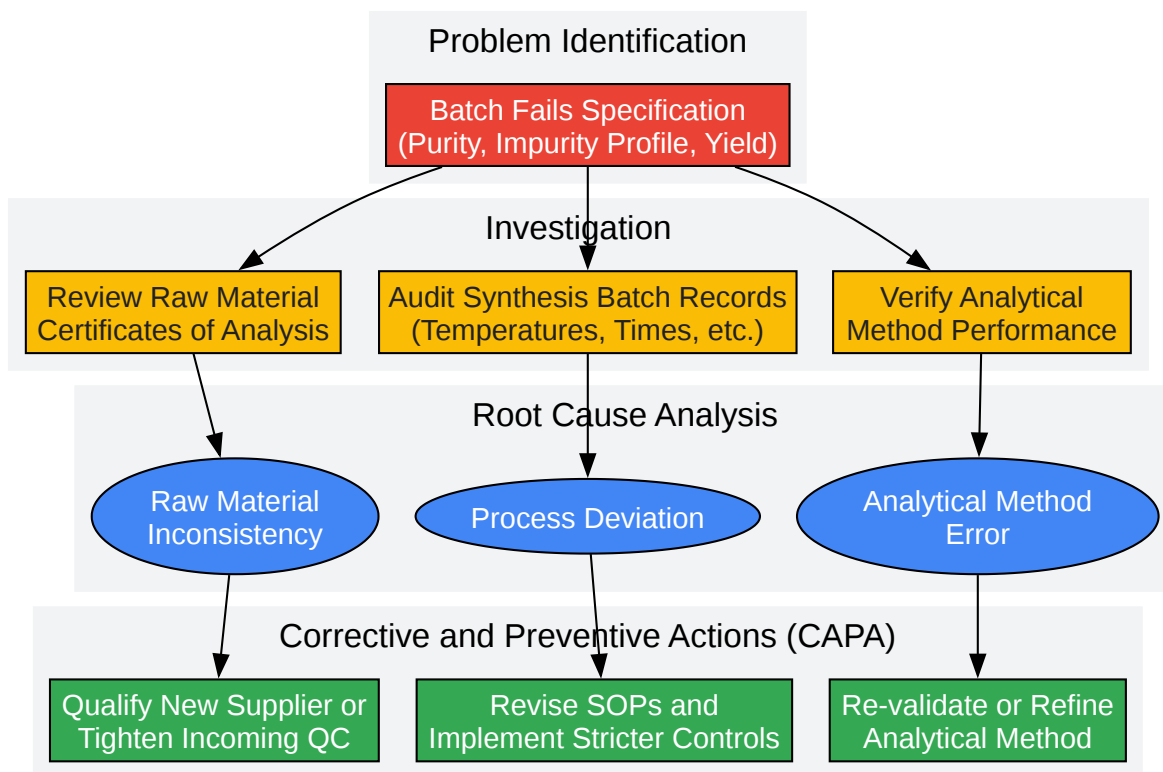 Problem Identification
Batch Fails Specification
(Purity, Impurity Profile, Yield)
Investigation
Review Raw Material
Certificates of Analysis
Audit Synthesis Batch Records
(Temperatures, Times, etc.)
Verify Analytical
Method Performance
Root Cause Analysis
Raw Material
Inconsistency
Process Deviation
Analytical Method
Error
Corrective and Preventive Actions (CAPA)
Qualify New Supplier or
Tighten Incoming QC
Revise SOPs and
Implement Stricter Controls
Re-validate or Refine
Analytical Method